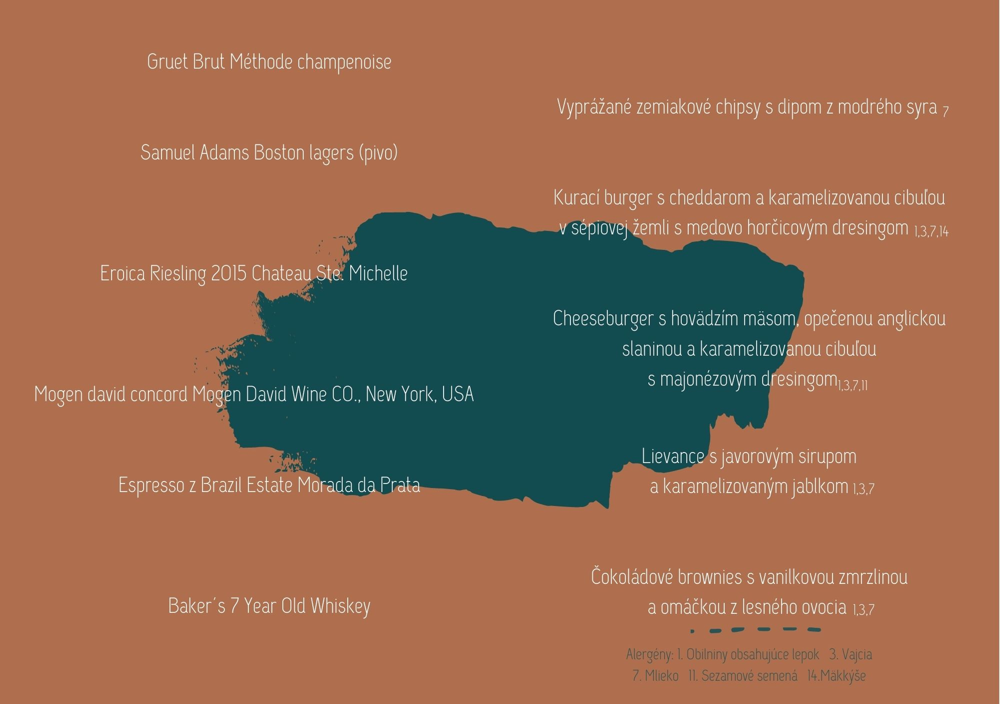 Gruet Brut Méthode champenoise
Samuel Adams Boston lagers (pivo)
Eroica Riesling 2015 Chateau Ste. Michelle
Mogen david concord Mogen David Wine CO., New York, USA
Espresso z Brazil Estate Morada da Prata
Baker´s 7 Year Old Whiskey
Vyprážané zemiakové chipsy s dipom z modrého syra 7
Kurací burger s cheddarom a karamelizovanou cibuľou
v sépiovej žemli s medovo horčicovým dresingom 1,3,7,14
Cheeseburger s hovädzím mäsom, opečenou anglickou
slaninou a karamelizovanou cibuľou
s majonézovým dresingom1,3,7,11
Lievance s javorovým sirupom
a karamelizovaným jablkom 1,3,7
Čokoládové brownies s vanilkovou zmrzlinou
a omáčkou z lesného ovocia 1,3,7
Alergény: 1. Obilniny obsahujúce lepok 3. Vajcia
7. Mlieko 11. Sezamové semená 14.Mäkkýše